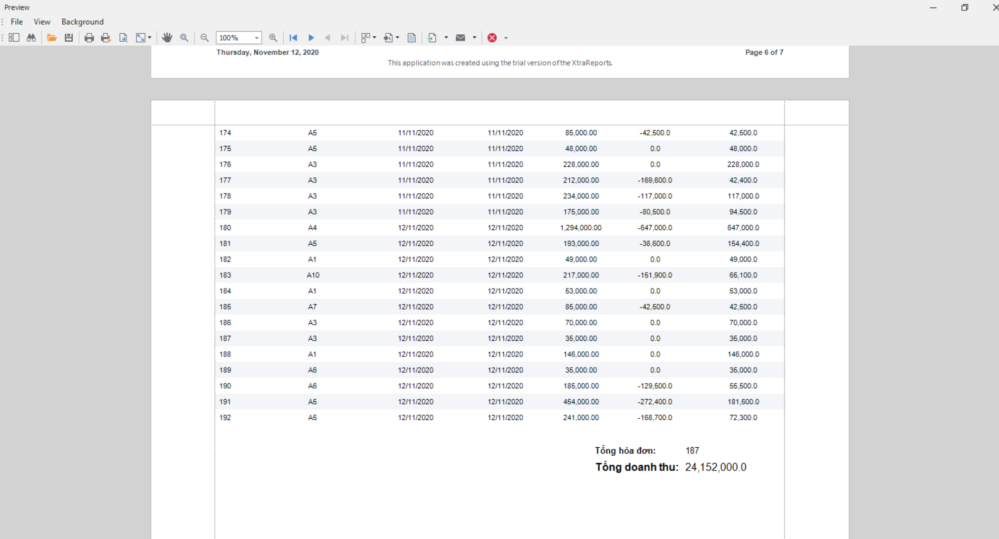 Preview
File View Background
100%
Thursday, November 12, 2020 Page 6 of 7
This application was created using the trial version of the XtraReports.
174 A5 11/11/2020 11/11/2020 85,000.00 -42,500.0 42,500.0
175 A5 11/11/2020 11/11/2020 48,000.00 0.0 48,000.0
176 A3 11/11/2020 11/11/2020 228,000.00 0.0 228,000.0
177 A3 11/11/2020 11/11/2020 212,000.00 -169,600.0 42,400.0
178 A3 11/11/2020 11/11/2020 234,000.00 -117,000.0 117,000.0
179 A3 11/11/2020 11/11/2020 175,000.00 -80,500.0 94,500.0
180 A4 12/11/2020 12/11/2020 1,294,000.00 -647,000.0 647,000.0
181 A5 12/11/2020 12/11/2020 193,000.00 -38,600.0 154,400.0
182 A1 12/11/2020 12/11/2020 49,000.00 0.0 49,000.0
183 A10 12/11/2020 12/11/2020 217,000.00 -151,900.0 65,100.0
184 A1 12/11/2020 12/11/2020 53,000.00 0.0 53,000.0
185 A7 12/11/2020 12/11/2020 85,000.00 -42,500.0 42,500.0
186 A3 12/11/2020 12/11/2020 70,000.00 0.0 70,000.0
187 A3 12/11/2020 12/11/2020 35,000.00 0.0 35,000.0
188 A1 12/11/2020 12/11/2020 146,000.00 0.0 146,000.0
189 A6 12/11/2020 12/11/2020 35,000.00 0.0 35,000.0
190 A6 12/11/2020 12/11/2020 185,000.00 -129,500.0 55,500.0
191 A5 12/11/2020 12/11/2020 454,000.00 -272,400.0 181,600.0
192 A5 12/11/2020 12/11/2020 241,000.00 -168,700.0 72,300.0
Tổng hóa đơn: 187
Tổng doanh thu: 24,152,000.0